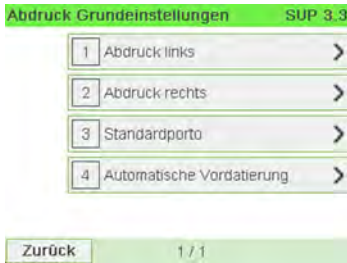 Abdruck Grundeinstellungen SUP 3.3
1 Abdruck links
2 Abdruck rechts
3 Standardporto
4 Automatische Vordatierung
Zurück 1 / 1